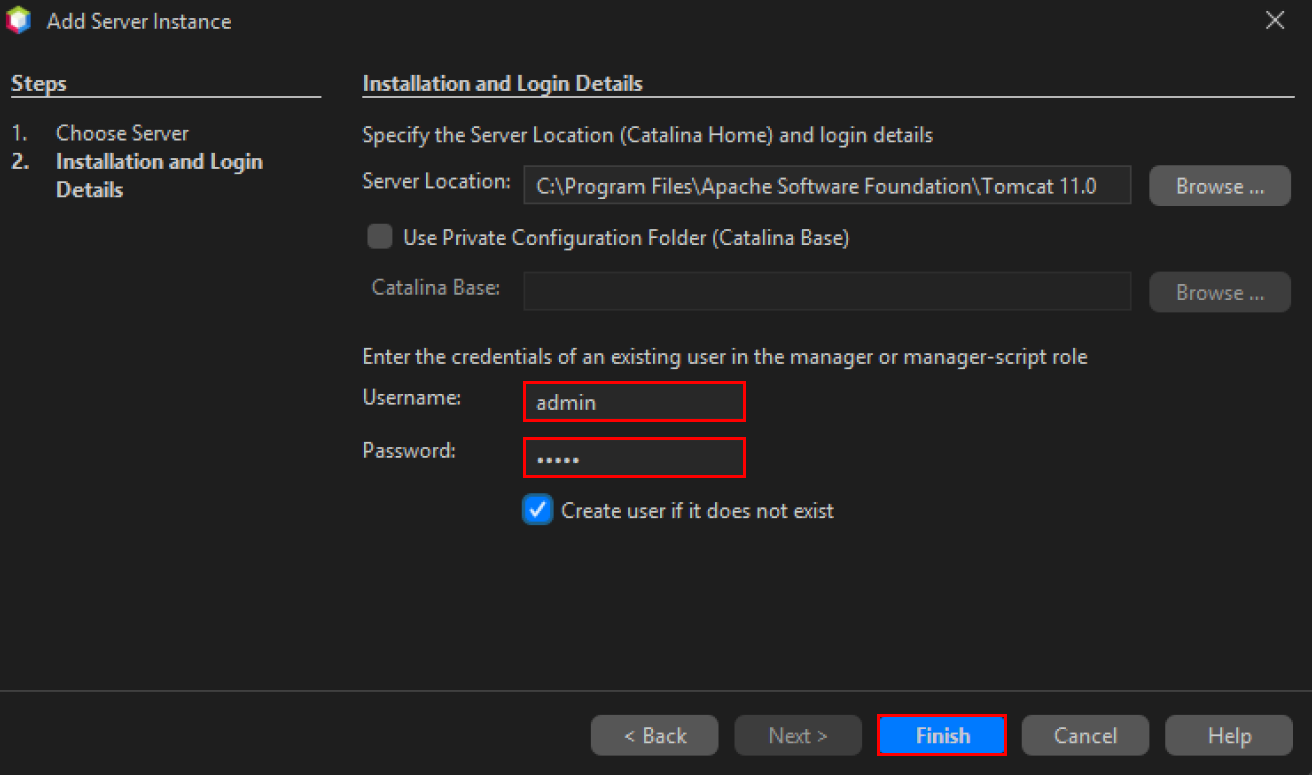 Add Server Instance
Steps
1. Choose Server
2. Installation and Login
Details
Installation and Login Details
Specify the Server Location (Catalina Home) and login details
Server Location: C:\Program Files\Apache Software Foundation\Tomcat 11.0 Browse ...
Use Private Configuration Folder (Catalina Base)
Catalina Base: Browse ...
Enter the credentials of an existing user in the manager or manager-script role
Username: admin
Password: •••••
Create user if it does not exist
< Back Next > Finish Cancel Help